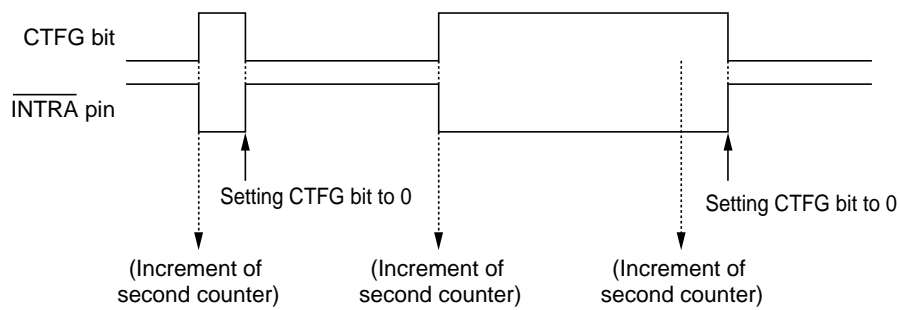 CTFG bit
INTRA pin
Setting CTFG bit to 0
Setting CTFG bit to 0
(Increment of
second counter)
(Increment of
second counter)
(Increment of
second counter)